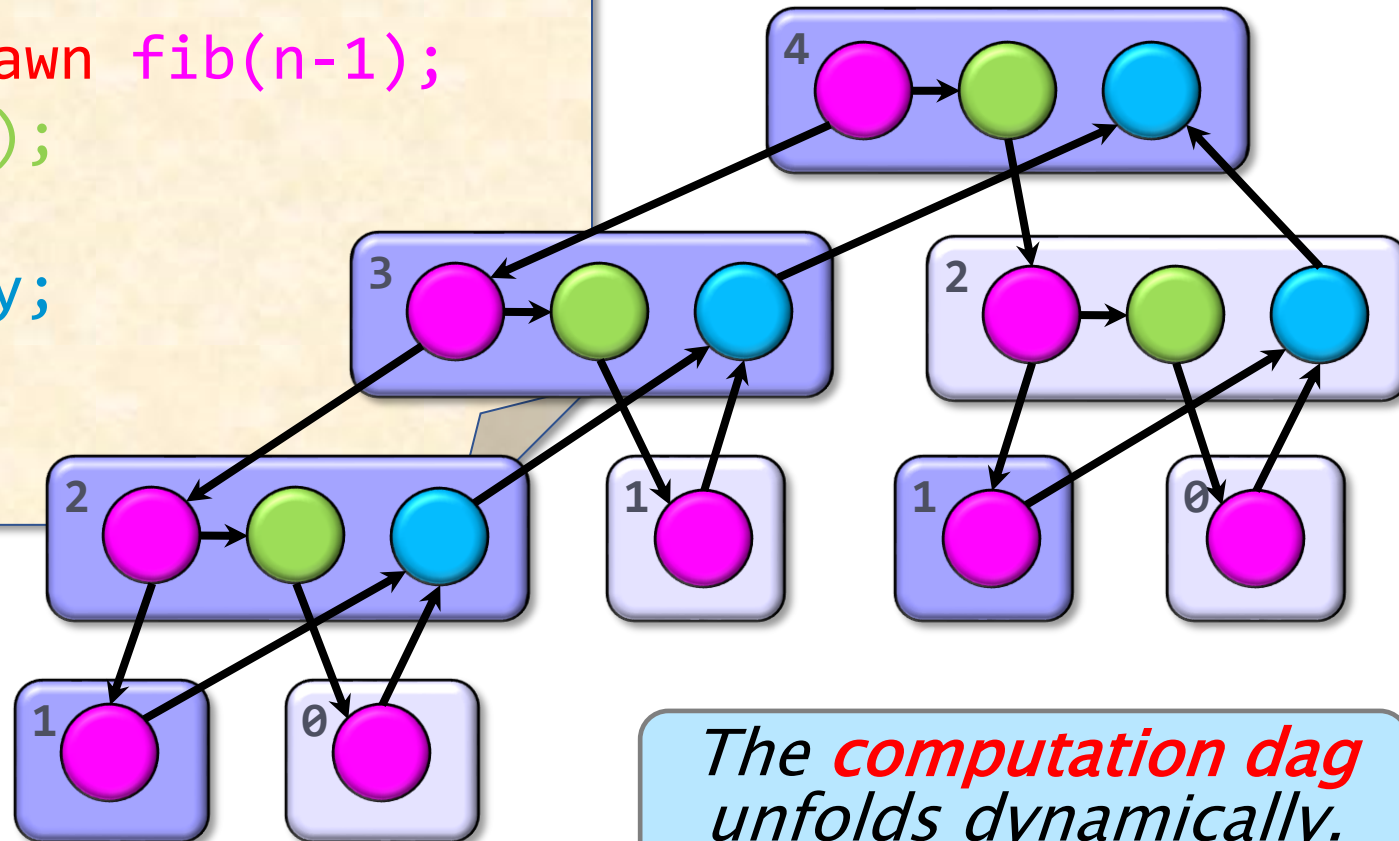 awn fib(n-1);
);
y;
4
3
2
2
1
1
0
1
0
The computation dag
unfolds dynamically.